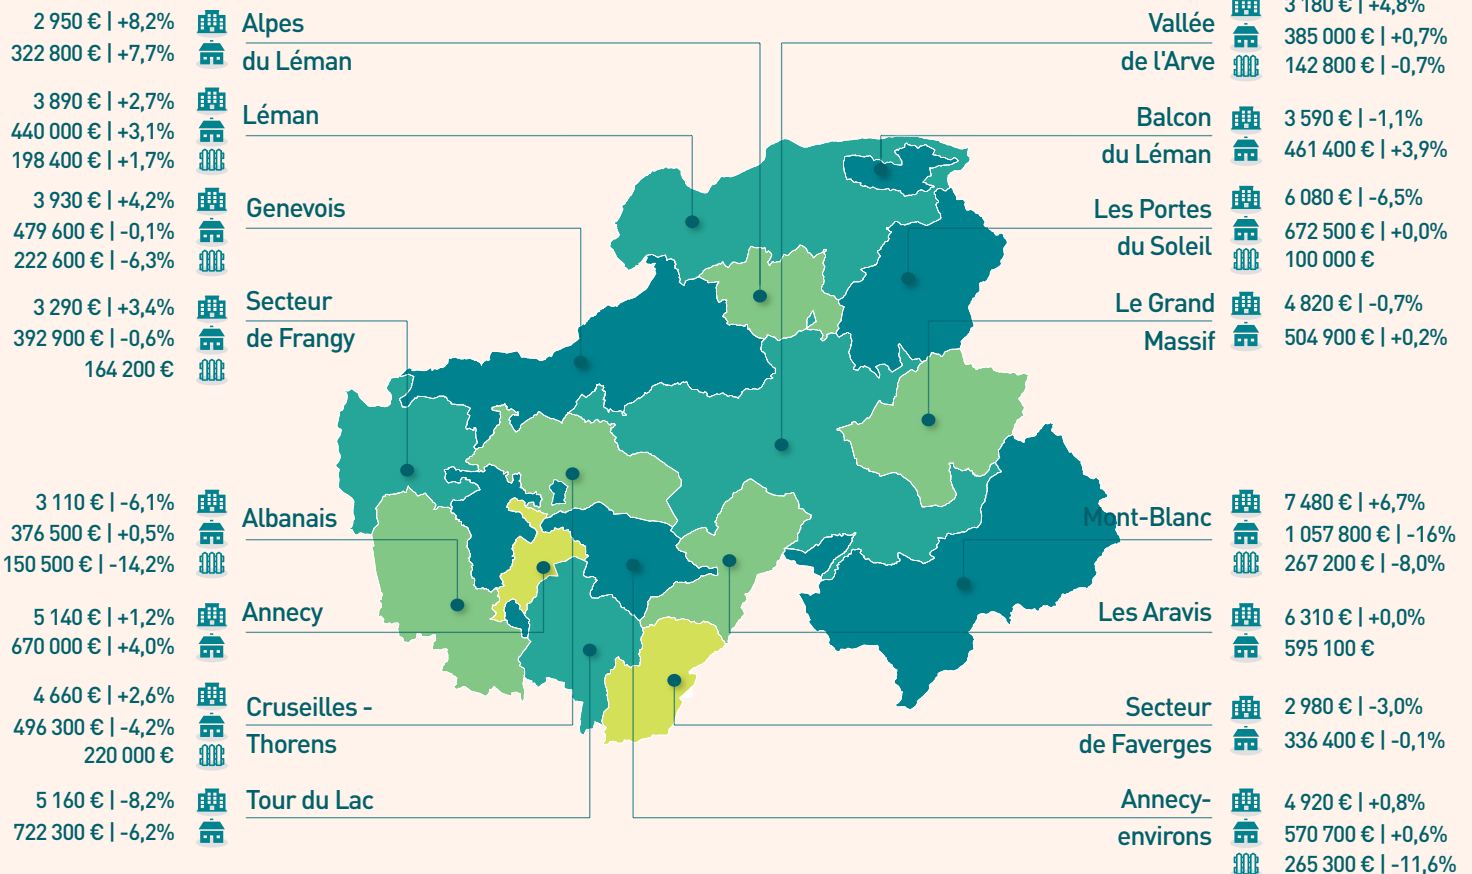 2 950 € | +8,2%
322 800 € | +7,7%
Alpes
du Léman
3 890 € | +2,7%
440 000 € | +3,1%
198 400 € | +1,7%
Léman
3 930 € | +4,2%
479 600 € | -0,1%
222 600 € | -6,3%
Genevois
3 290 € | +3,4%
392 900 € | -0,6%
164 200 €
Secteur
de Frangy
3 110 € | -6,1%
376 500 € | +0,5%
150 500 € | -14,2%
Albanais
5 140 € | +1,2%
670 000 € | +4,0%
Annecy
4 660 € | +2,6%
496 300 € | -4,2%
220 000 €
Cruseilles -
Thorens
5 160 € | -8,2%
722 300 € | -6,2%
Tour du Lac
Vallée
de l'Arve
3 180 € | +4,8%
385 000 € | +0,7%
142 800 € | -0,7%
Balcon
du Léman
3 590 € | -1,1%
461 400 € | +3,9%
Les Portes
du Soleil
6 080 € | -6,5%
672 500 € | +0,0%
100 000 €
Le Grand
Massif
4 820 € | -0,7%
504 900 € | +0,2%
Mont-Blanc
7 480 € | +6,7%
1 057 800 € | -16%
267 200 € | -8,0%
Les Aravis
6 310 € | +0,0%
595 100 €
Secteur
de Faverges
2 980 € | -3,0%
336 400 € | -0,1%
Annecy-
environs
4 920 € | +0,8%
570 700 € | +0,6%
265 300 € | -11,6%